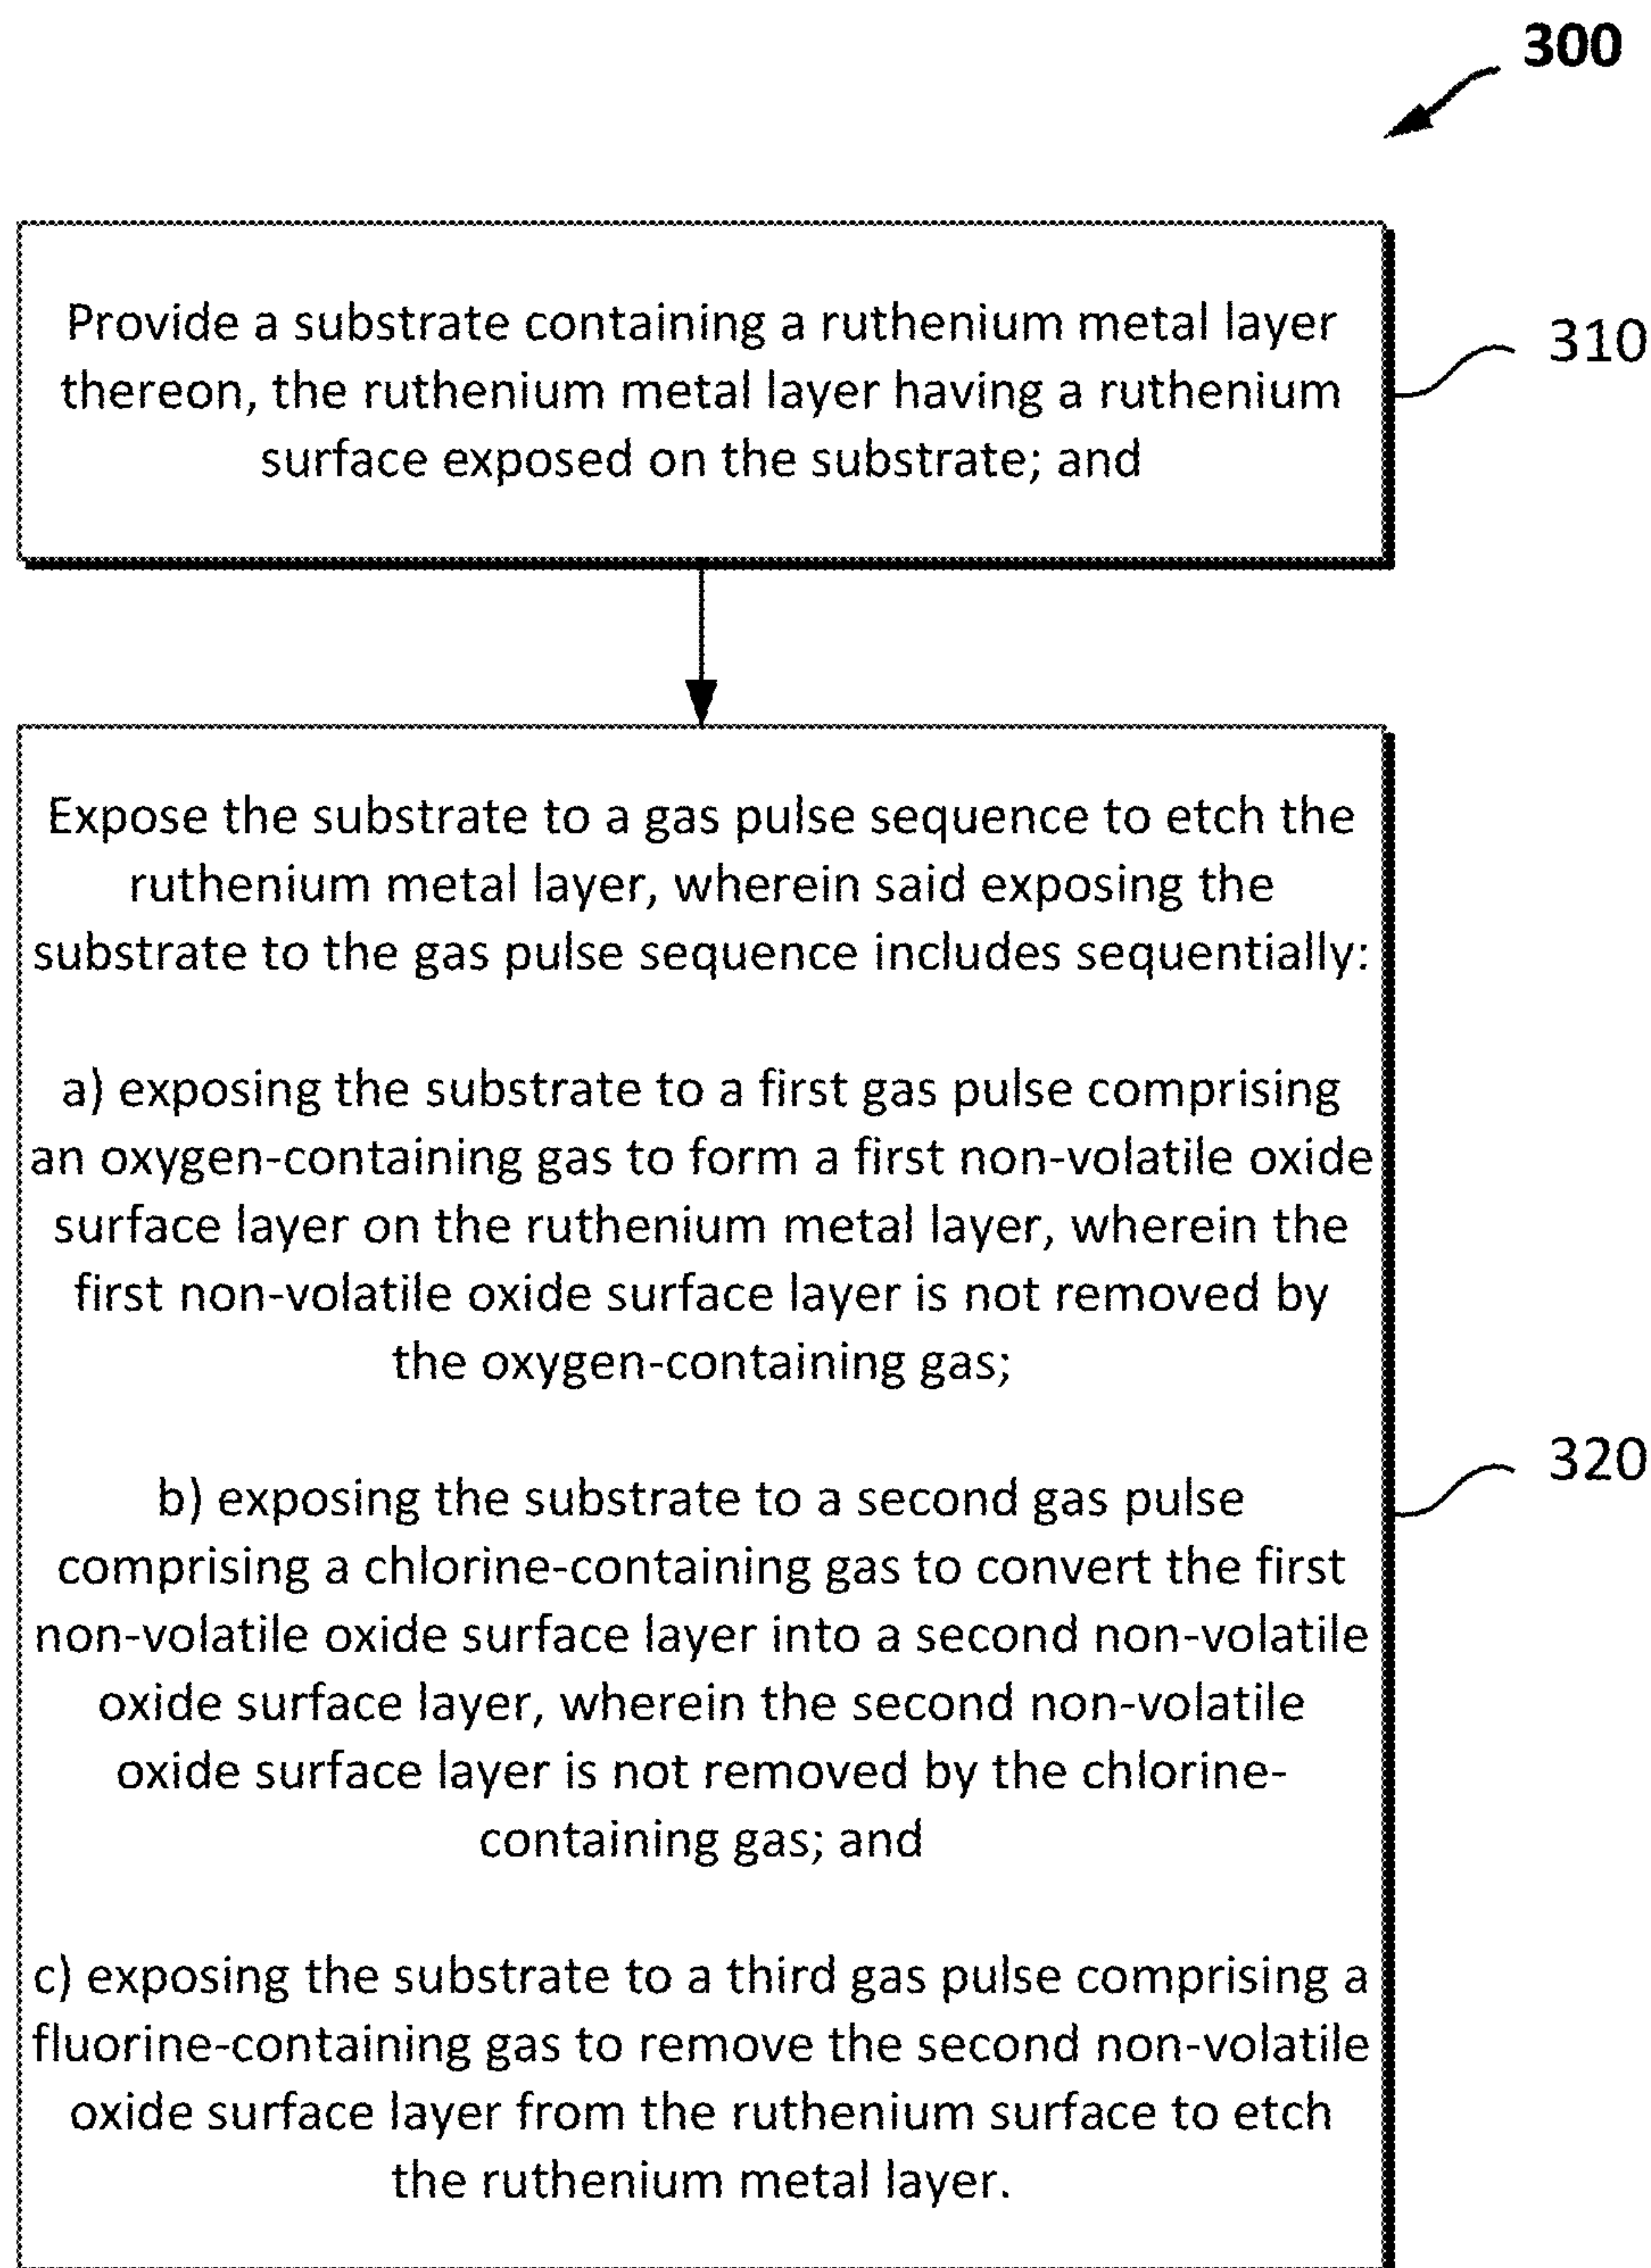 300
Provide a substrate containing a ruthenium metal layer
thereon, the ruthenium metal layer having a ruthenium
surface exposed on the substrate; and
310
Expose the substrate to a gas pulse sequence to etch the
ruthenium metal layer, wherein said exposing the
substrate to the gas pulse sequence includes sequentially:
a) exposing the substrate to a first gas pulse comprising
an oxygen-containing gas to form a first non-volatile oxide
surface layer on the ruthenium metal layer, wherein the
first non-volatile oxide surface layer is not removed by
the oxygen-containing gas;
b) exposing the substrate to a second gas pulse
comprising a chlorine-containing gas to convert the first
non-volatile oxide surface layer into a second non-volatile
oxide surface layer, wherein the second non-volatile
oxide surface layer is not removed by the chlorine-
containing gas; and
c) exposing the substrate to a third gas pulse comprising a
fluorine-containing gas to remove the second non-volatile
oxide surface layer from the ruthenium surface to etch
the ruthenium metal layer.
320